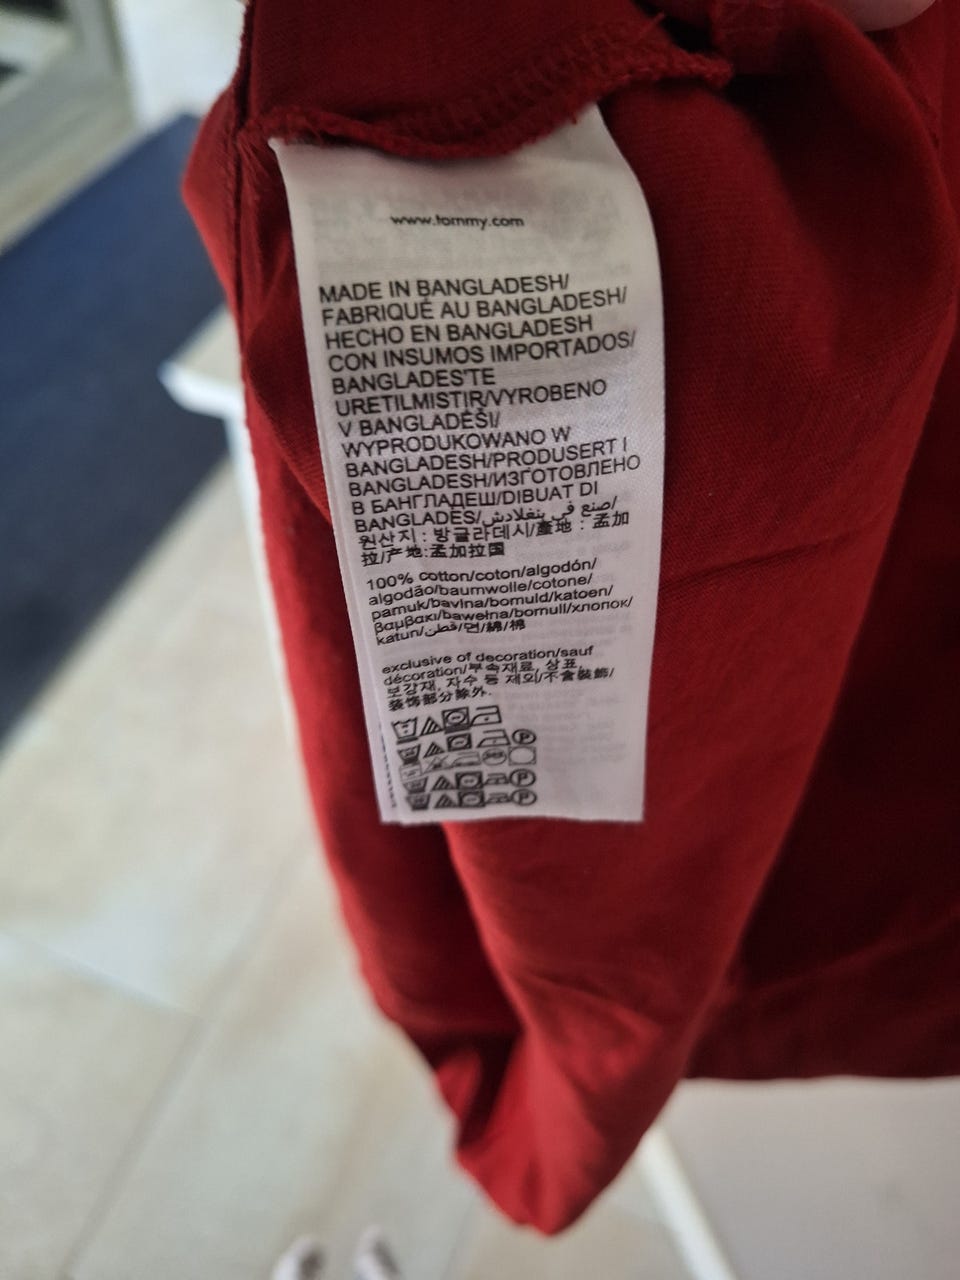 www.tommy.com
MADE IN BANGLADESH/
FABRIQUÉ AU BANGLADESH/
HECHO EN BANGLADESH
CON INSUMOS IMPORTADOS/
BANGLADES'TE
URETILMISTIR/VYROBENO
V BANGLADÉŠI/
WYPRODUKOWANO W
BANGLADESH/PRODUSERT I
BANGLADESH/ИЗГОТОВЛЕНО
В БАНГЛАДЕШ/DIBUAT DI
BANGLADES/صنع في بنغلادش/
원산지 : 방글라데시/產地 : 孟加
拉/产地:孟加拉国
100% cotton/coton/algodón/
algodão/baumwolle/cotone/
pamuk/bavlna/bomuld/katoen/
βαμβακι/bawełna/bomull/хлопок/
katun/قطن/면/綿/棉
exclusive of decoration/sauf
décoration/부속재료, 상표,
보강재, 자수 등 제외/不含裝飾/
装饰部分除外.
P
P
P